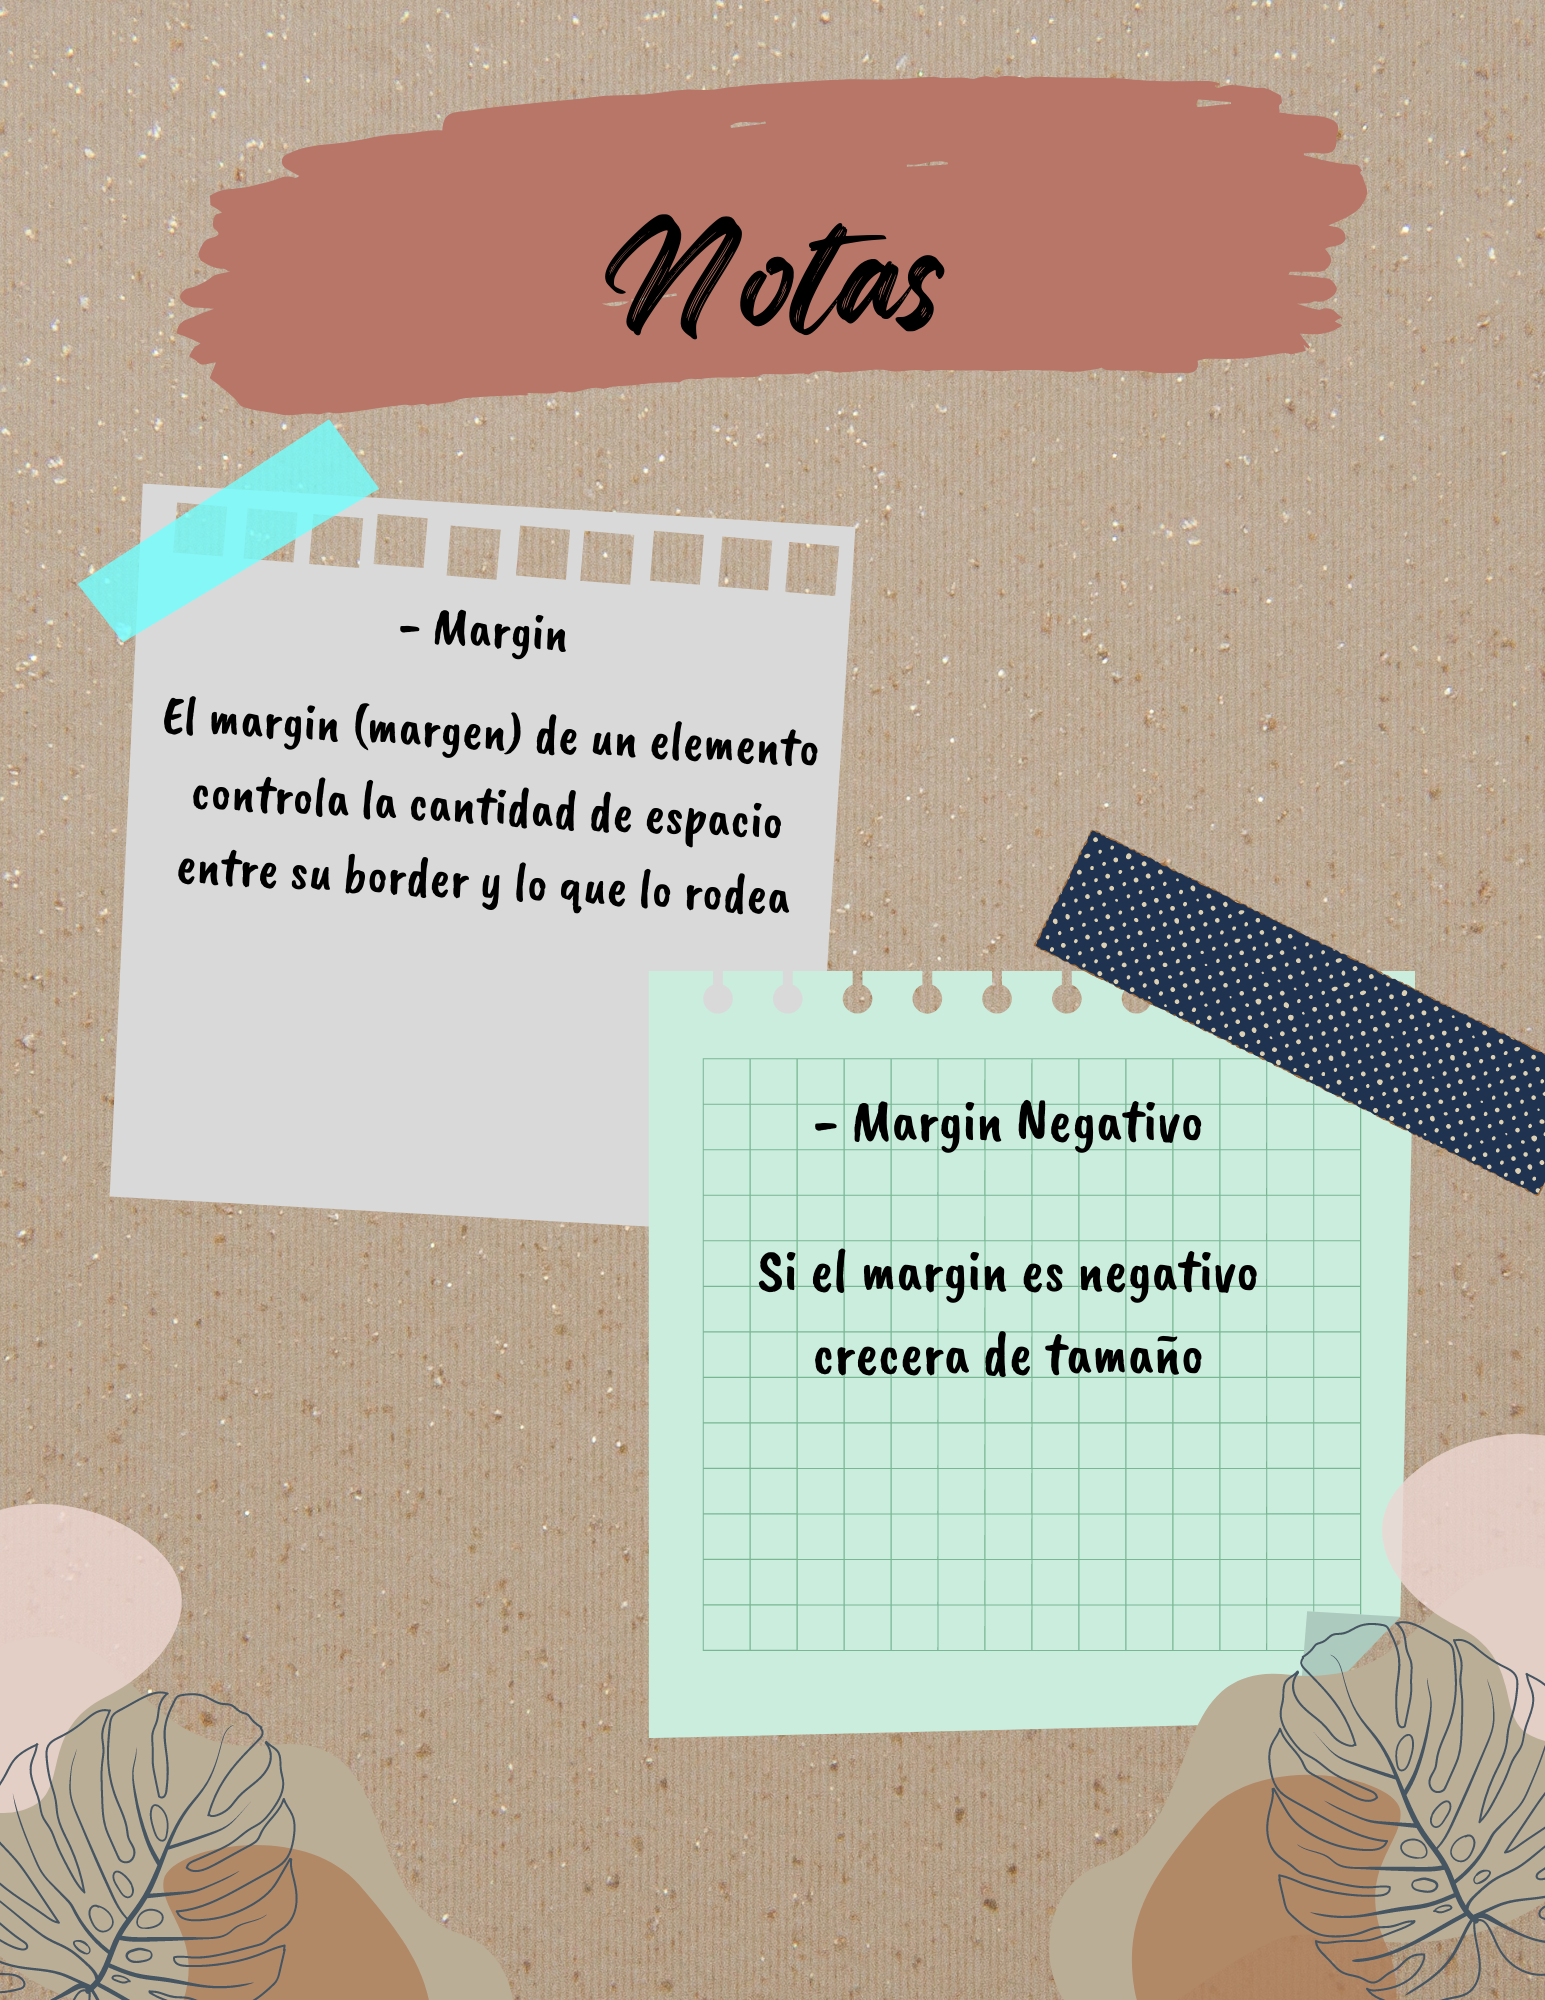 Notas
- Margin
El margin (margen) de un elemento
controla la cantidad de espacio
entre su border y lo que lo rodea
- Margin Negativo
Si el margin es negativo
crecera de tamaño